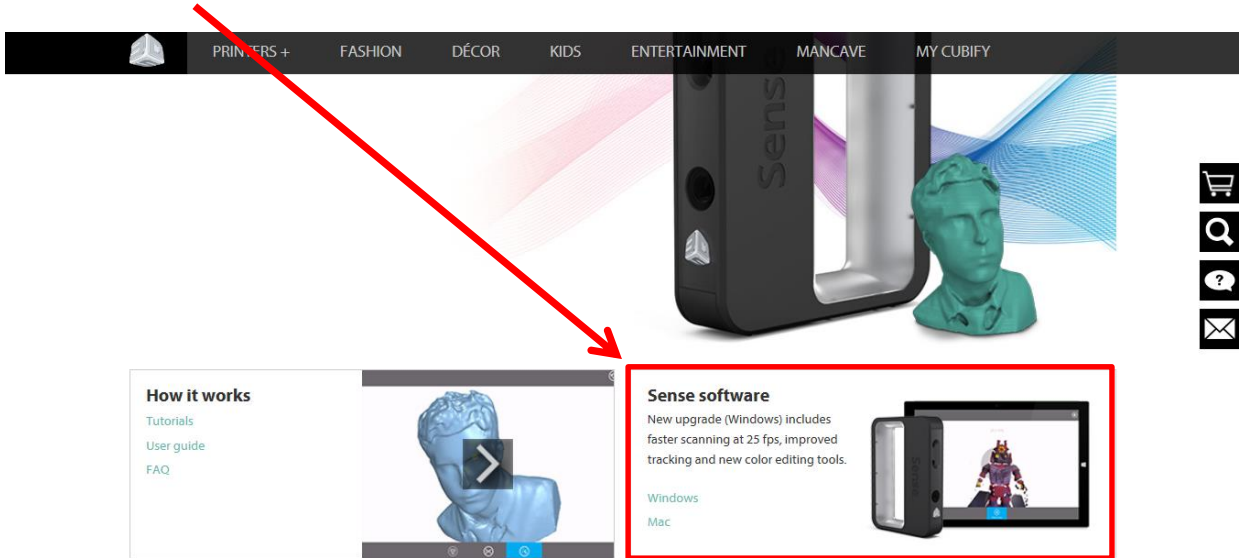 PRINTERS + FASHION DÉCOR KIDS ENTERTAINMENT MANCAVE MY CUBIFY
Sense
How it works
Tutorials
User guide
FAQ
Sense software
New upgrade (Windows) includes
faster scanning at 25 fps, improved
tracking and new color editing tools.
Windows
Mac
Sense